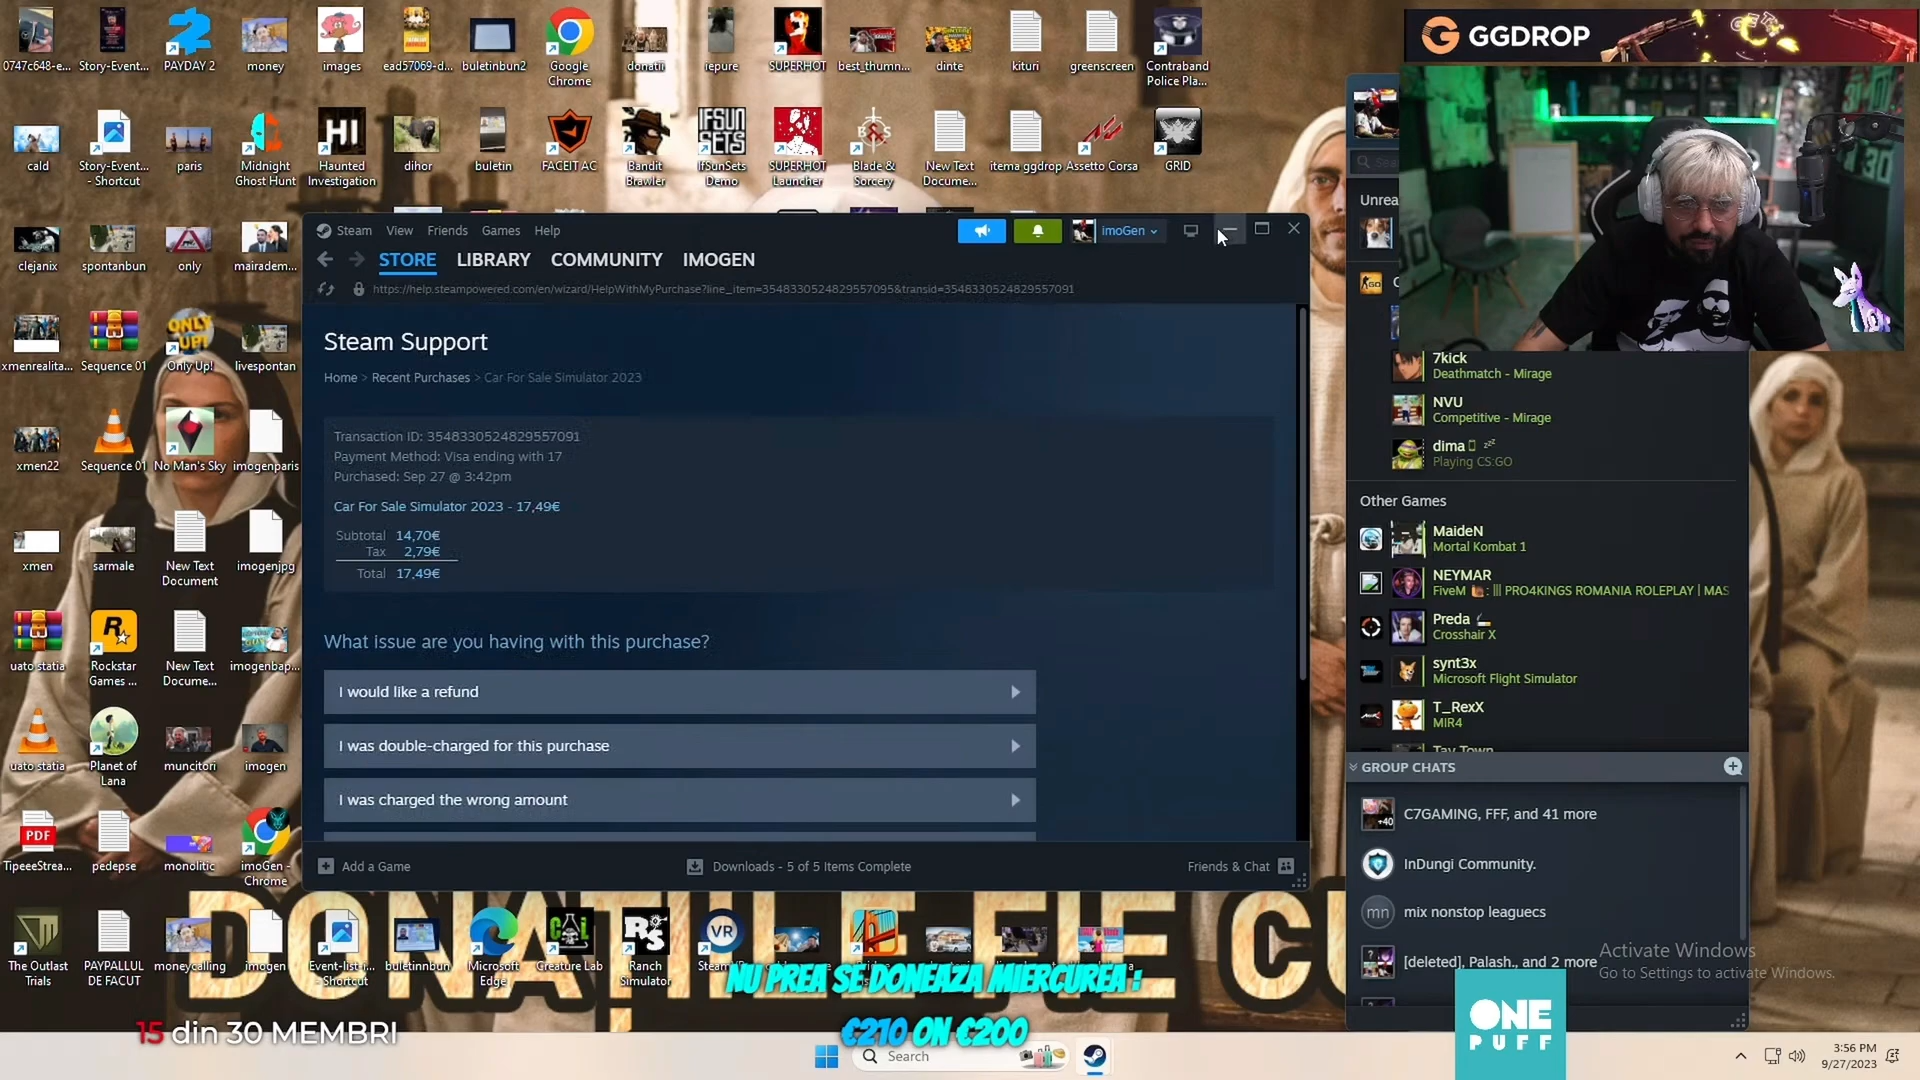 0747c648-e...
Story-Event...
PAYDAY 2
money
images
ead57069-d...
buletinbun2
Google
Chrome
donatii
iepure
SUPERHOT
best_thumn...
dinte
kituri
greenscreen
Contraband
Police Pla...
GGDROP
cald
Story-Event...
- Shortcut
paris
Midnight
Ghost Hunt
HI
Haunted
Investigation
dihor
buletin
FACEIT AC
Bandit
Brawler
IFSUN
SETS
IfSunSets
Demo
SUPERHOT
Launcher
B&S
Blade &
Sorcery
New Text
Docume...
itema ggdrop
Assetto Corsa
GRID
clejanix
spontanbun
only
mairadem...
Steam
View
Friends
Games
Help
imoGen
STORE
LIBRARY
COMMUNITY
IMOGEN
https://help.steampowered.com/en/wizard/HelpWithMyPurchase?line_item=3548330524829557095&transid=3548330524829557091
Steam Support
Home > Recent Purchases > Car For Sale Simulator 2023
Transaction ID: 3548330524829557091
Payment Method: Visa ending with 17
Purchased: Sep 27 @ 3:42pm
Car For Sale Simulator 2023 - 17,49€
Subtotal 14,70€
Tax 2,79€
Total 17,49€
What issue are you having with this purchase?
I would like a refund
I was double-charged for this purchase
I was charged the wrong amount
Add a Game
Downloads - 5 of 5 Items Complete
Friends & Chat
xmenrealita...
Sequence 01
ONLY
UP!
Only Up!
livespontan
xmen22
Sequence 01
No Man's Sky
imogenparis
xmen
sarmale
New Text
Document
imogenjpg
uato statia
Rockstar
Games ...
New Text
Docume...
imogenbap...
uato statia
Planet of
Lana
muncitori
imogen
PDF
TipeeeStrea...
pedepse
monolitic
imoGen -
Chrome
The Outlast
Trials
PAYPALLUL
DE FACUT
moneycalling
imogen
Event-list-i...
- Shortcut
buletinnbun
Microsoft
Edge
Creature Lab
RS
Ranch
Simulator
VR
Unrea
7kick
Deathmatch - Mirage
NVU
Competitive - Mirage
dima
Playing CS:GO
Other Games
MaideN
Mortal Kombat 1
NEYMAR
FiveM : ||| PRO4KINGS ROMANIA ROLEPLAY | MAS
Preda
Crosshair X
synt3x
Microsoft Flight Simulator
T_RexX
MIR4
Tay Town
GROUP CHATS
+40
C7GAMING, FFF, and 41 more
InDungi Community.
mn
mix nonstop leaguecs
[deleted], Palash., and 2 more
Activate Windows
Go to Settings to activate Windows.
NU PREA SE DONEAZA MIERCUREA :
€210 ON €200
15 din 30 MEMBRI
Search
ONE
PUFF
3:56 PM
9/27/2023